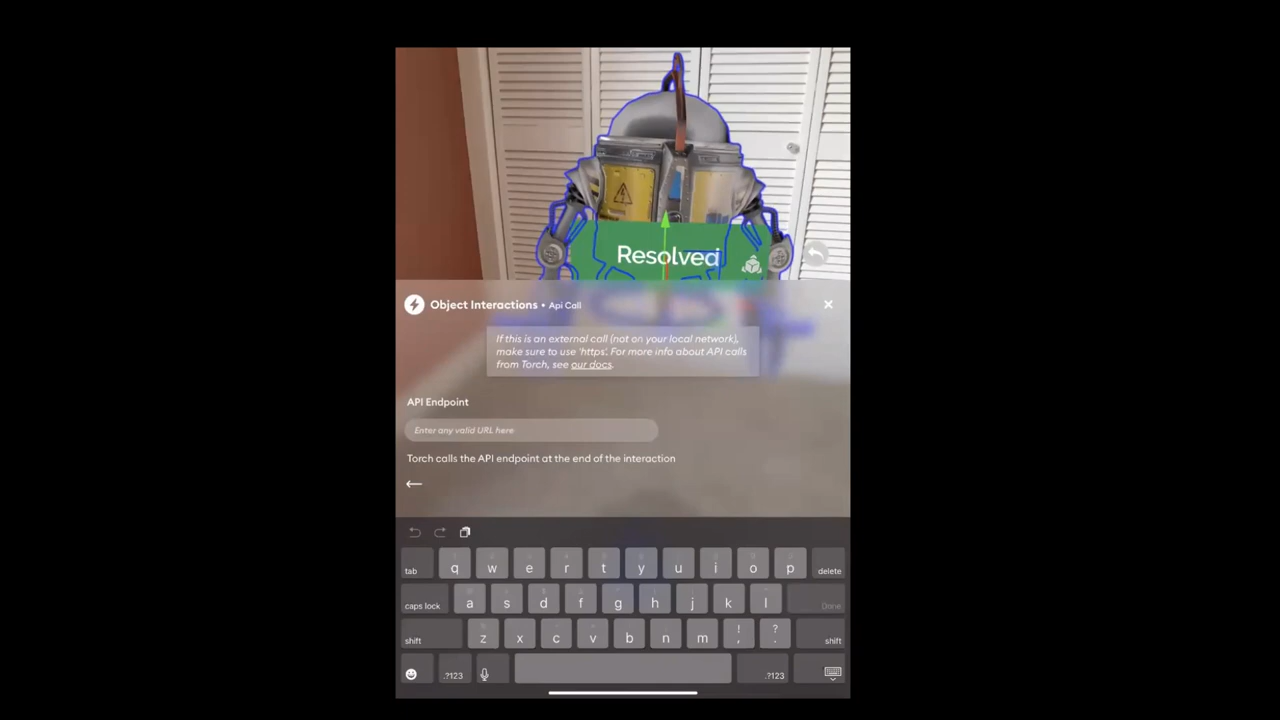 Resolved
Object Interactions • Api Call
If this is an external call (not on your local network),
make sure to use 'https'. For more info about API calls
from Torch, see our docs.
API Endpoint
Enter any valid URL here
Torch calls the API endpoint at the end of the interaction
tab q w e r t y u i o p delete
caps lock a s d f g h j k l Done
shift z x c v b n m ! , ? . shift
.?123 .?123